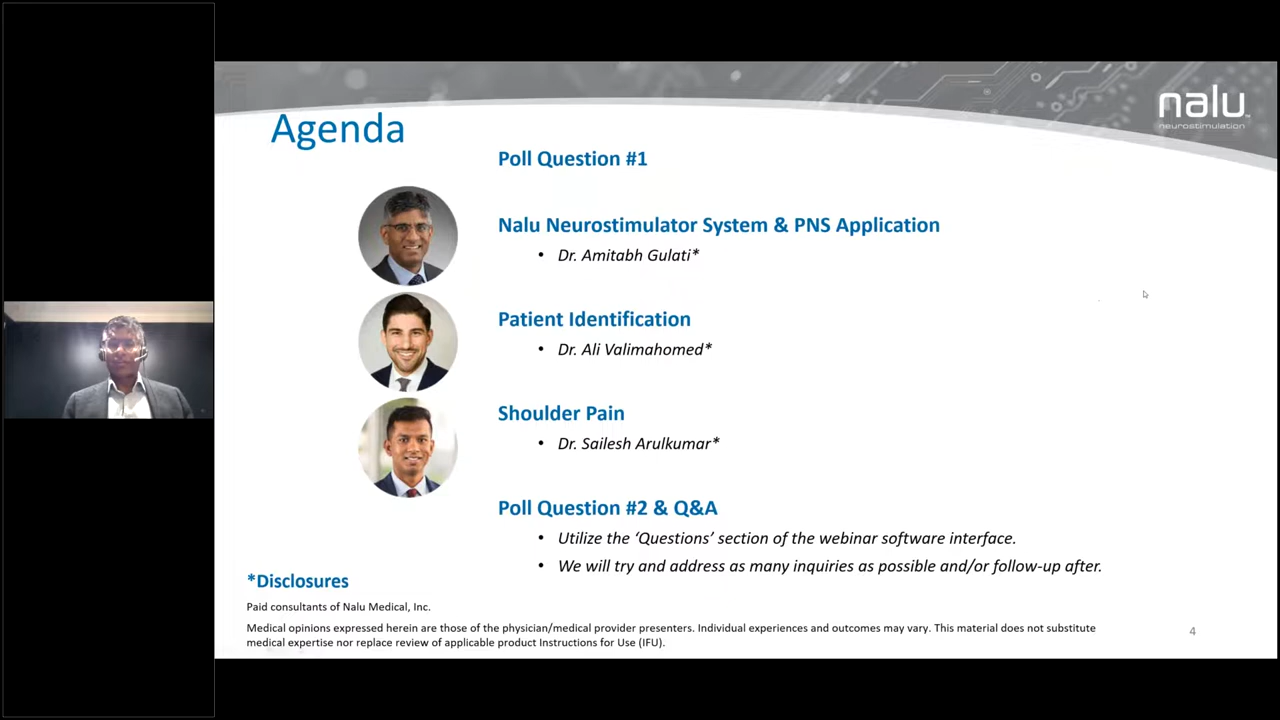 nalu
neurostimulation
Agenda
Poll Question #1
Nalu Neurostimulator System & PNS Application
• Dr. Amitabh Gulati*
Patient Identification
• Dr. Ali Valimahomed*
Shoulder Pain
• Dr. Sailesh Arulkumar*
Poll Question #2 & Q&A
• Utilize the ‘Questions’ section of the webinar software interface.
• We will try and address as many inquiries as possible and/or follow-up after.
*Disclosures
Paid consultants of Nalu Medical, Inc.
Medical opinions expressed herein are those of the physician/medical provider presenters. Individual experiences and outcomes may vary. This material does not substitute
medical expertise nor replace review of applicable product Instructions for Use (IFU).
4